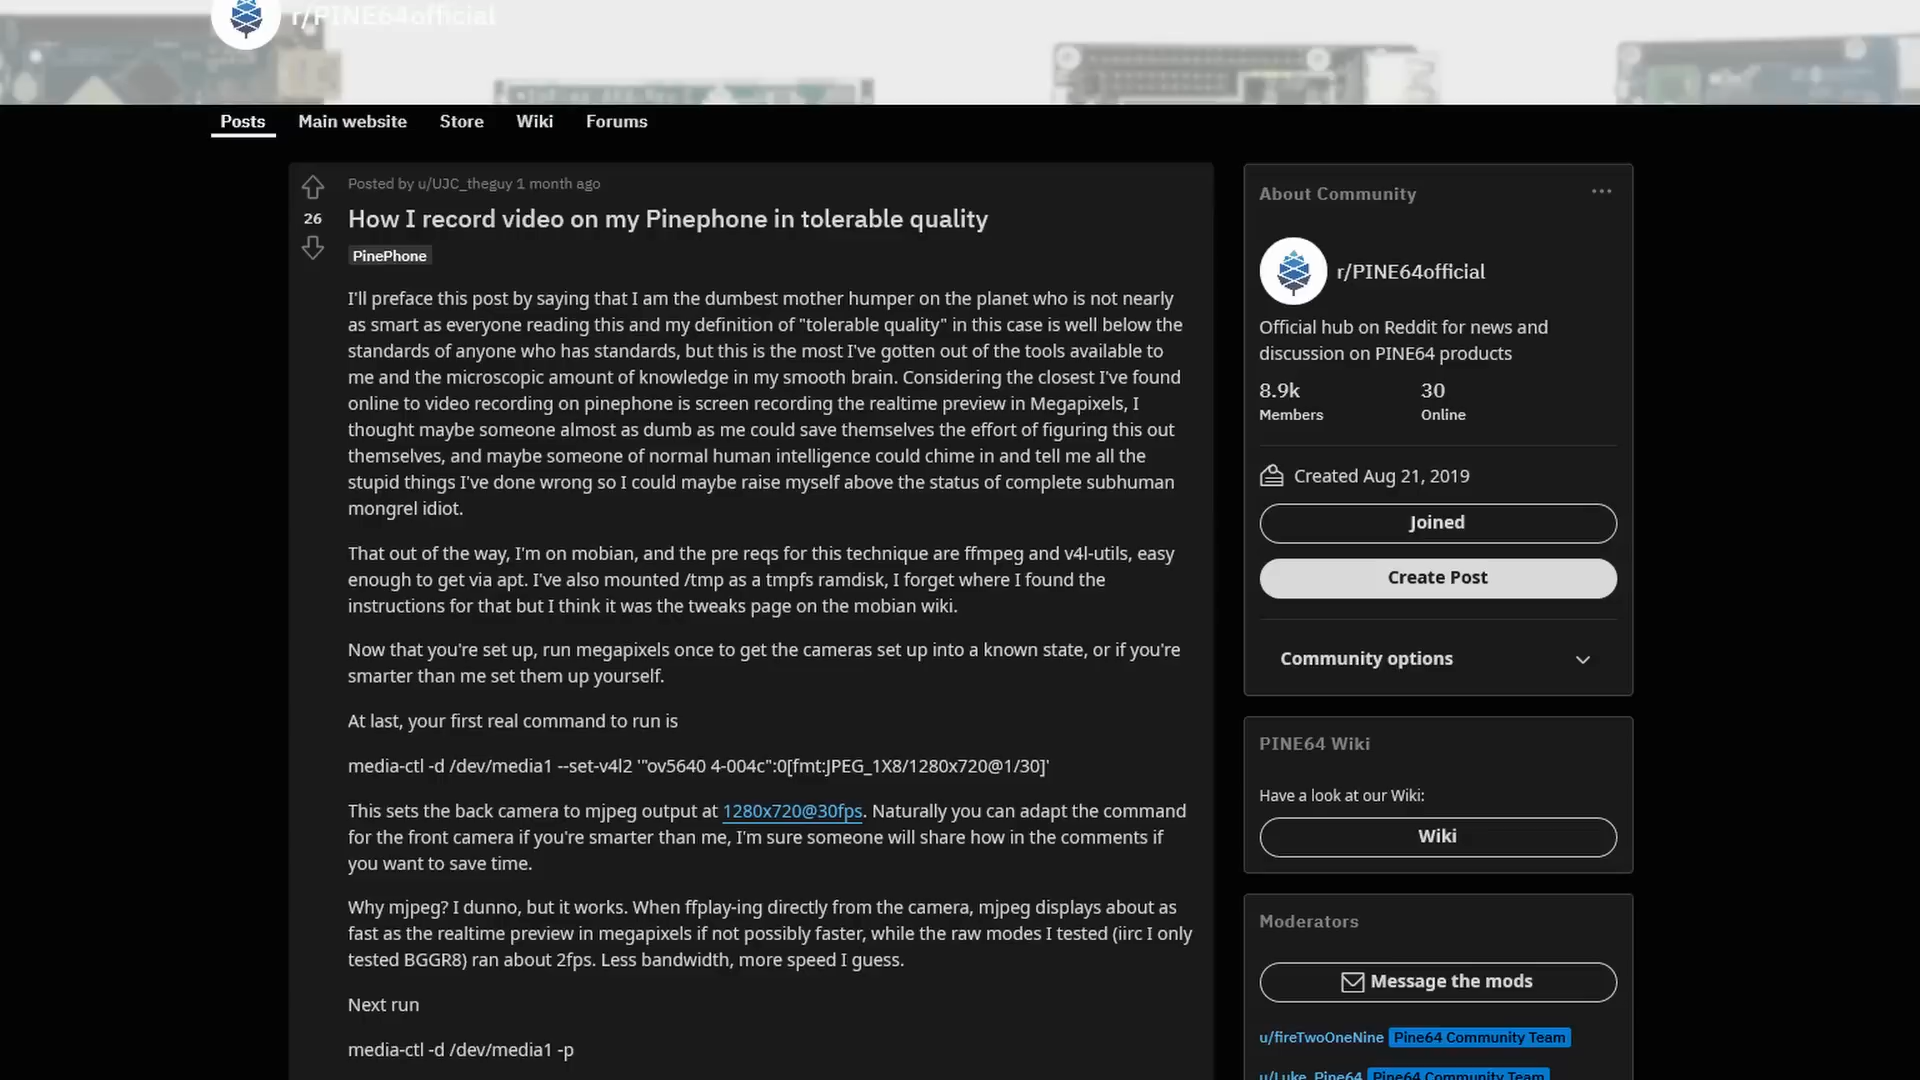 r/PINE64official
Posts
Main website
Store
Wiki
Forums
Posted by u/UJC_theguy 1 month ago
26
How I record video on my Pinephone in tolerable quality
PinePhone
I'll preface this post by saying that I am the dumbest mother humper on the planet who is not nearly
as smart as everyone reading this and my definition of "tolerable quality" in this case is well below the
standards of anyone who has standards, but this is the most I've gotten out of the tools available to
me and the microscopic amount of knowledge in my smooth brain. Considering the closest I've found
online to video recording on pinephone is screen recording the realtime preview in Megapixels, I
thought maybe someone almost as dumb as me could save themselves the effort of figuring this out
themselves, and maybe someone of normal human intelligence could chime in and tell me all the
stupid things I've done wrong so I could maybe raise myself above the status of complete subhuman
mongrel idiot.
That out of the way, I'm on mobian, and the pre reqs for this technique are ffmpeg and v4l-utils, easy
enough to get via apt. I've also mounted /tmp as a tmpfs ramdisk, I forget where I found the
instructions for that but I think it was the tweaks page on the mobian wiki.
Now that you're set up, run megapixels once to get the cameras set up into a known state, or if you're
smarter than me set them up yourself.
At last, your first real command to run is
media-ctl -d /dev/media1 --set-v4l2 '"ov5640 4-004c":0[fmt:JPEG_1X8/1280x720@1/30]'
This sets the back camera to mjpeg output at 1280x720@30fps. Naturally you can adapt the command
for the front camera if you're smarter than me, I'm sure someone will share how in the comments if
you want to save time.
Why mjpeg? I dunno, but it works. When ffplay-ing directly from the camera, mjpeg displays about as
fast as the realtime preview in megapixels if not possibly faster, while the raw modes I tested (iirc I only
tested BGGR8) ran about 2fps. Less bandwidth, more speed I guess.
Next run
media-ctl -d /dev/media1 -p
About Community
r/PINE64official
Official hub on Reddit for news and
discussion on PINE64 products
8.9k
30
Members
Online
Created Aug 21, 2019
Joined
Create Post
Community options
PINE64 Wiki
Have a look at our Wiki:
Wiki
Moderators
Message the mods
u/fireTwoOneNine Pine64 Community Team
u/Luke_Pine64 Pine64 Community Team